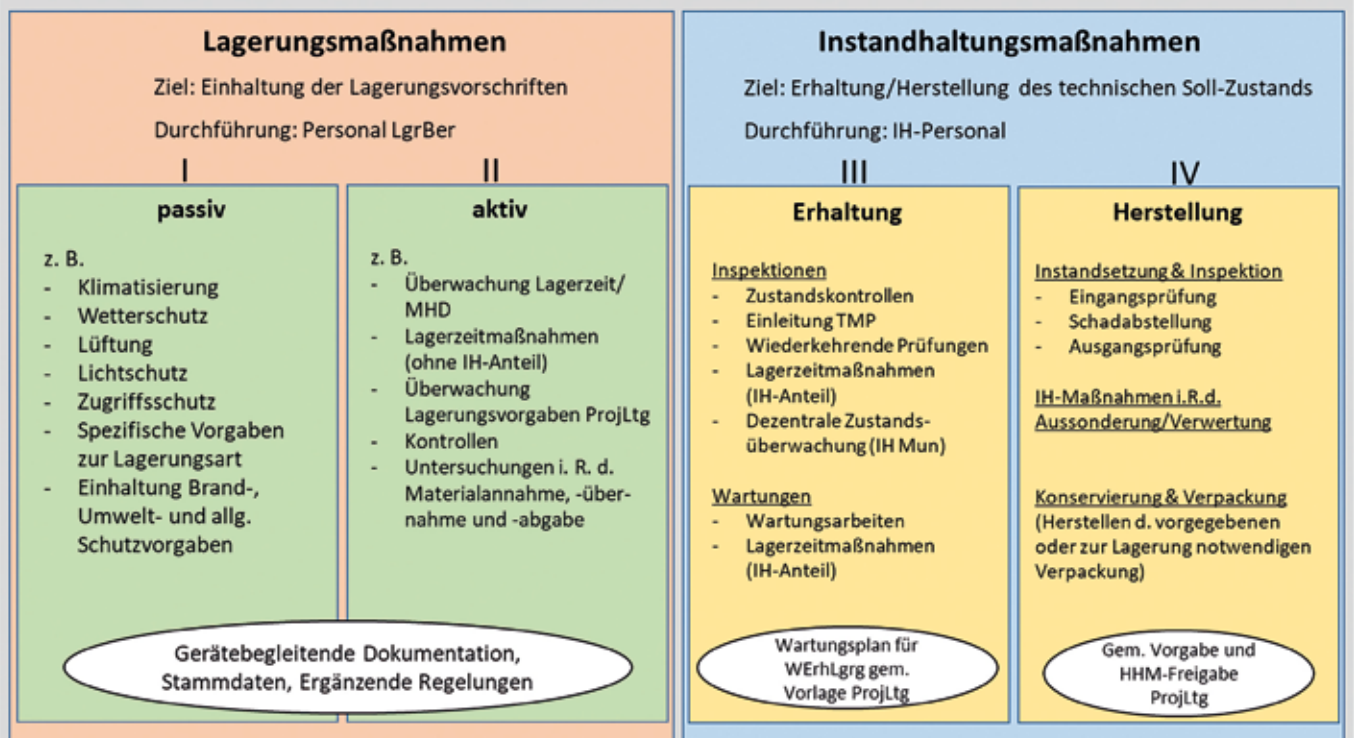 Lagerungsmaßnahmen
Ziel: Einhaltung der Lagerungsvorschriften
Durchführung: Personal LgrBer
I
passiv
z. B.
- Klimatisierung
- Wetterschutz
- Lüftung
- Lichtschutz
- Zugriffsschutz
- Spezifische Vorgaben
zur Lagerungsart
- Einhaltung Brand-,
Umwelt- und allg.
Schutzvorgaben
II
aktiv
z. B.
- Überwachung Lagerzeit/
MHD
- Lagerzeitmaßnahmen
(ohne IH-Anteil)
- Überwachung
Lagerungsvorgaben ProjLtg
- Kontrollen
- Untersuchungen i. R. d.
Materialannahme, -über-
nahme und -abgabe
Gerätebegleitende Dokumentation,
Stammdaten, Ergänzende Regelungen
Instandhaltungsmaßnahmen
Ziel: Erhaltung/Herstellung des technischen Soll-Zustands
Durchführung: IH-Personal
III
Erhaltung
Inspektionen
- Zustandskontrollen
- Einleitung TMP
- Wiederkehrende Prüfungen
- Lagerzeitmaßnahmen
(IH-Anteil)
- Dezentrale Zustands-
überwachung (IH Mun)
Wartungen
- Wartungsarbeiten
- Lagerzeitmaßnahmen
(IH-Anteil)
Wartungsplan für
WErhLgrg gem.
Vorlage ProjLtg
IV
Herstellung
Instandsetzung & Inspektion
- Eingangsprüfung
- Schadabstellung
- Ausgangsprüfung
IH-Maßnahmen i.R.d.
Aussonderung/Verwertung
Konservierung & Verpackung
(Herstellen d. vorgegebenen
oder zur Lagerung notwendigen
Verpackung)
Gem. Vorgabe und
HHM-Freigabe
ProjLtg